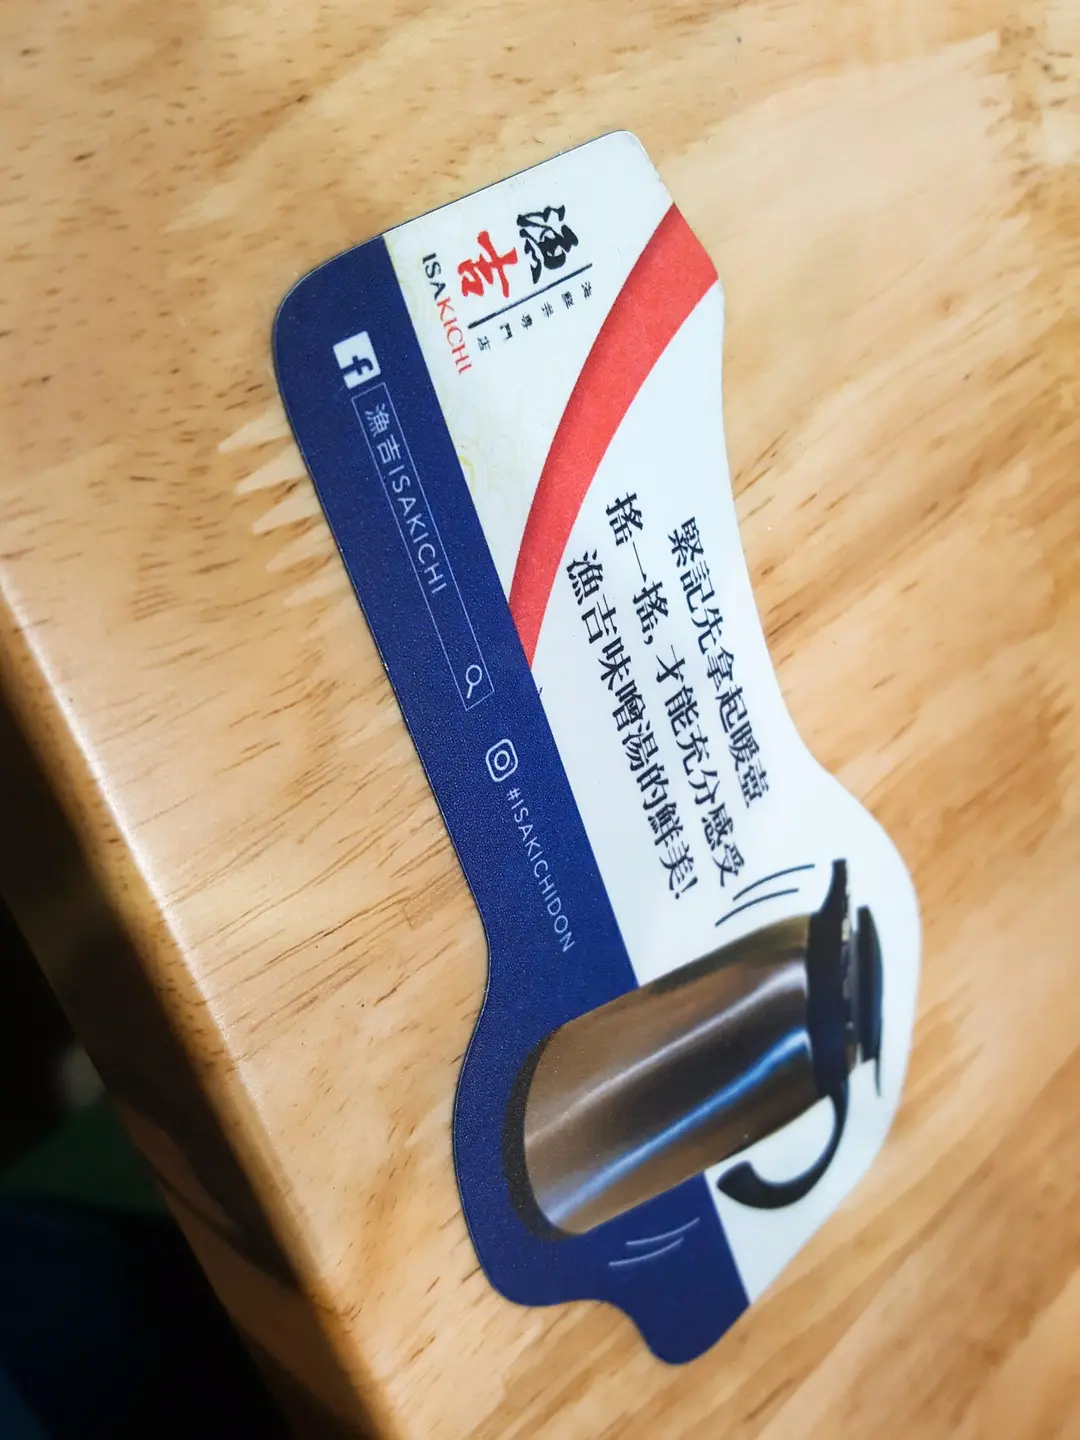 漁吉
海鮮丼專門店
ISAKICHI
緊記先拿起暖壺
搖一搖，才能充分感受
漁吉味噌湯的鮮美!
f 漁吉ISAKICHI
#ISAKICHIDON